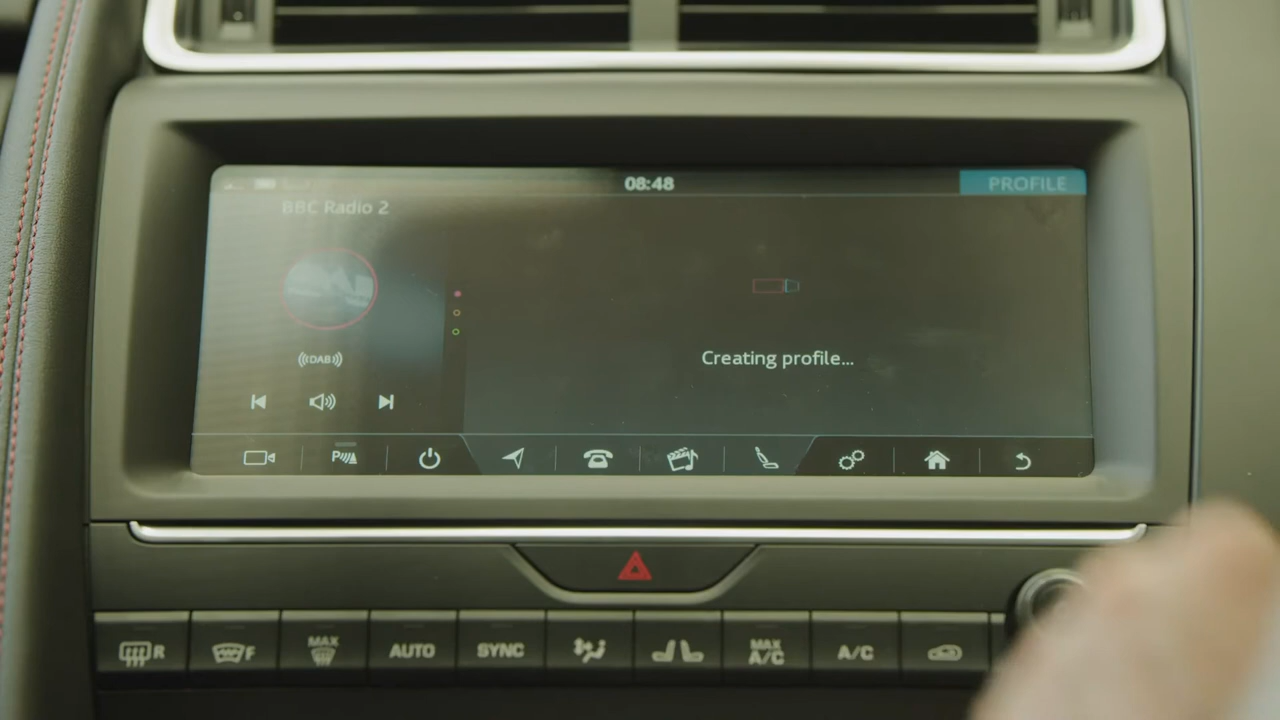 08:48
PROFILE
BBC Radio 2
DAB
Creating profile...
P
R
F
MAX
AUTO
SYNC
MAX
A/C
A/C